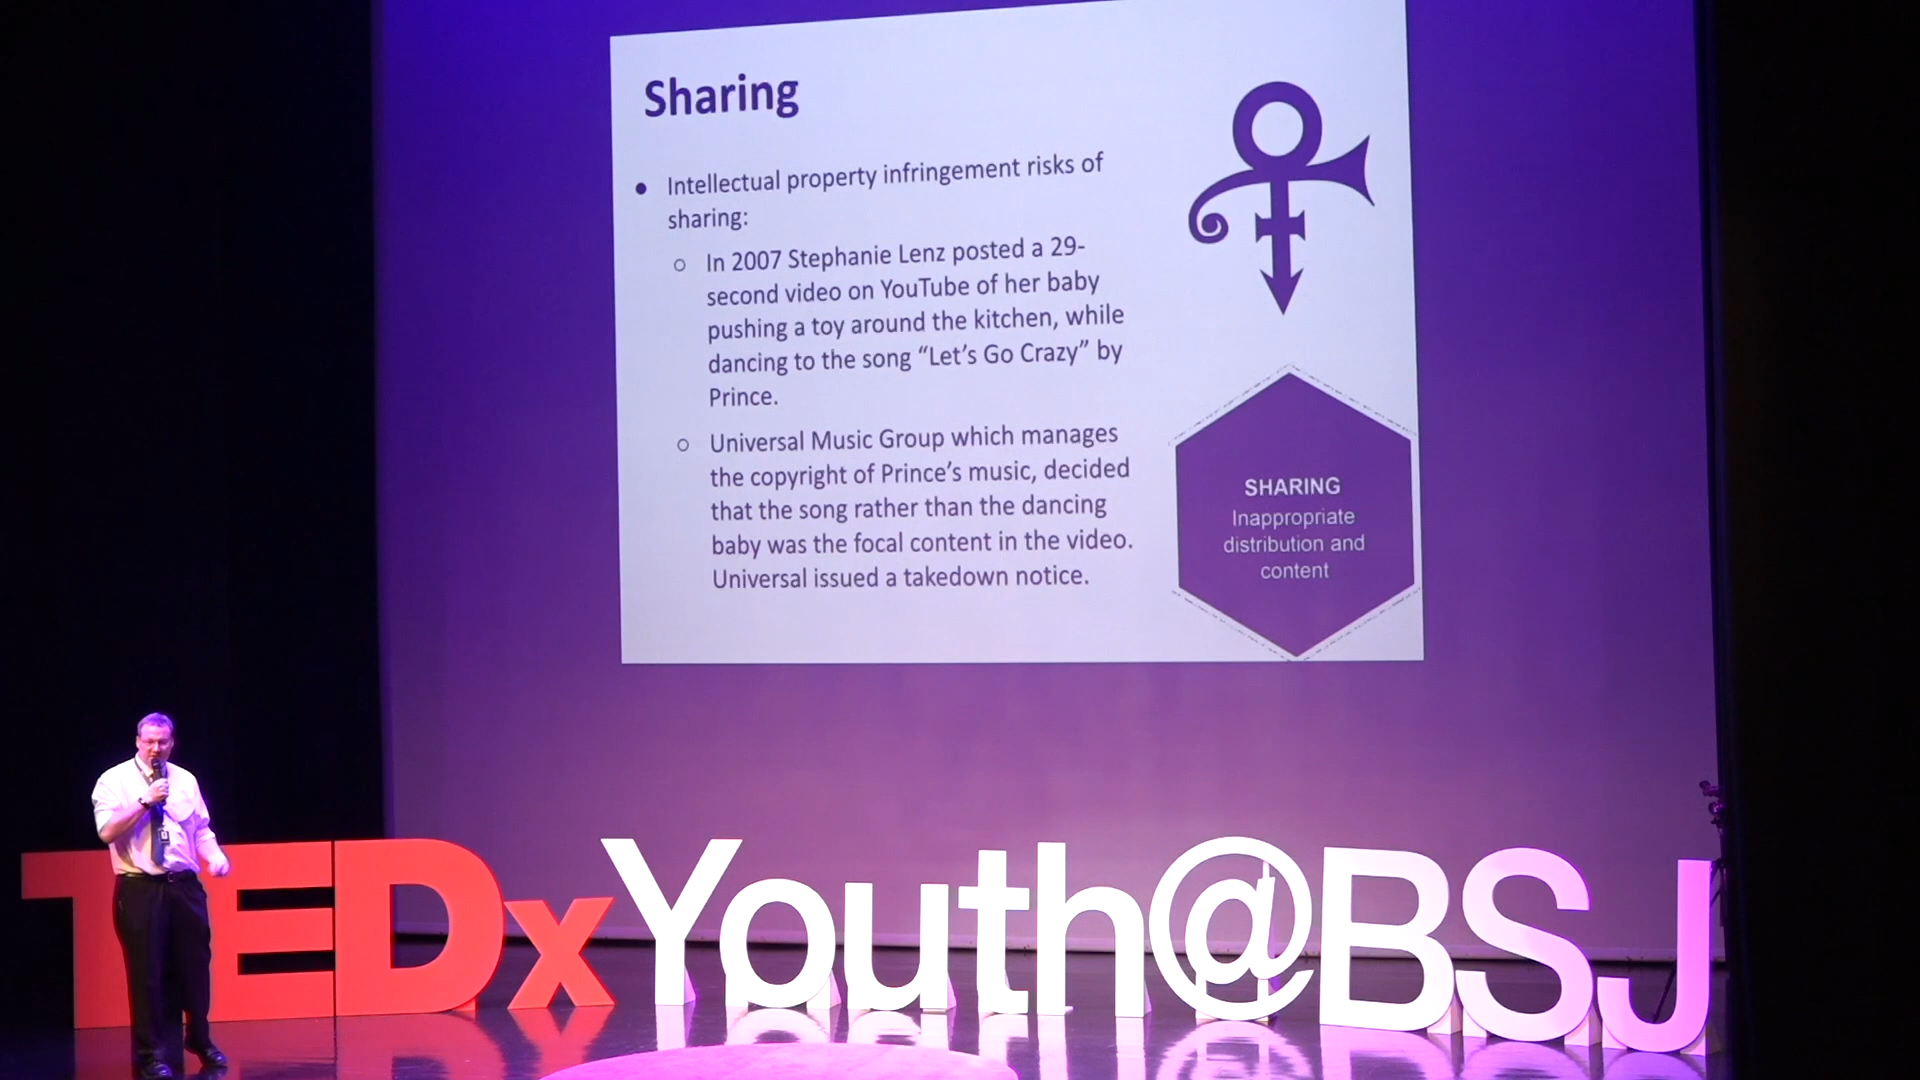 Sharing
● Intellectual property infringement risks of
sharing:
○ In 2007 Stephanie Lenz posted a 29-
second video on YouTube of her baby
pushing a toy around the kitchen, while
dancing to the song “Let’s Go Crazy” by
Prince.
○ Universal Music Group which manages
the copyright of Prince’s music, decided
that the song rather than the dancing
baby was the focal content in the video.
Universal issued a takedown notice.
SHARING
Inappropriate
distribution and
content
TEDxYouth@BSJ